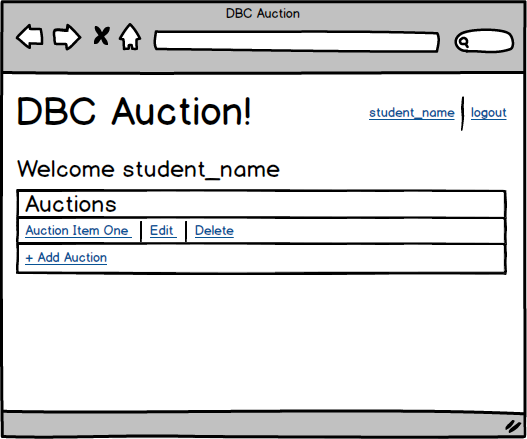 DBC Auction
DBC Auction!
student_name logout
Welcome student_name
Auctions
Auction Item One Edit Delete
+ Add Auction